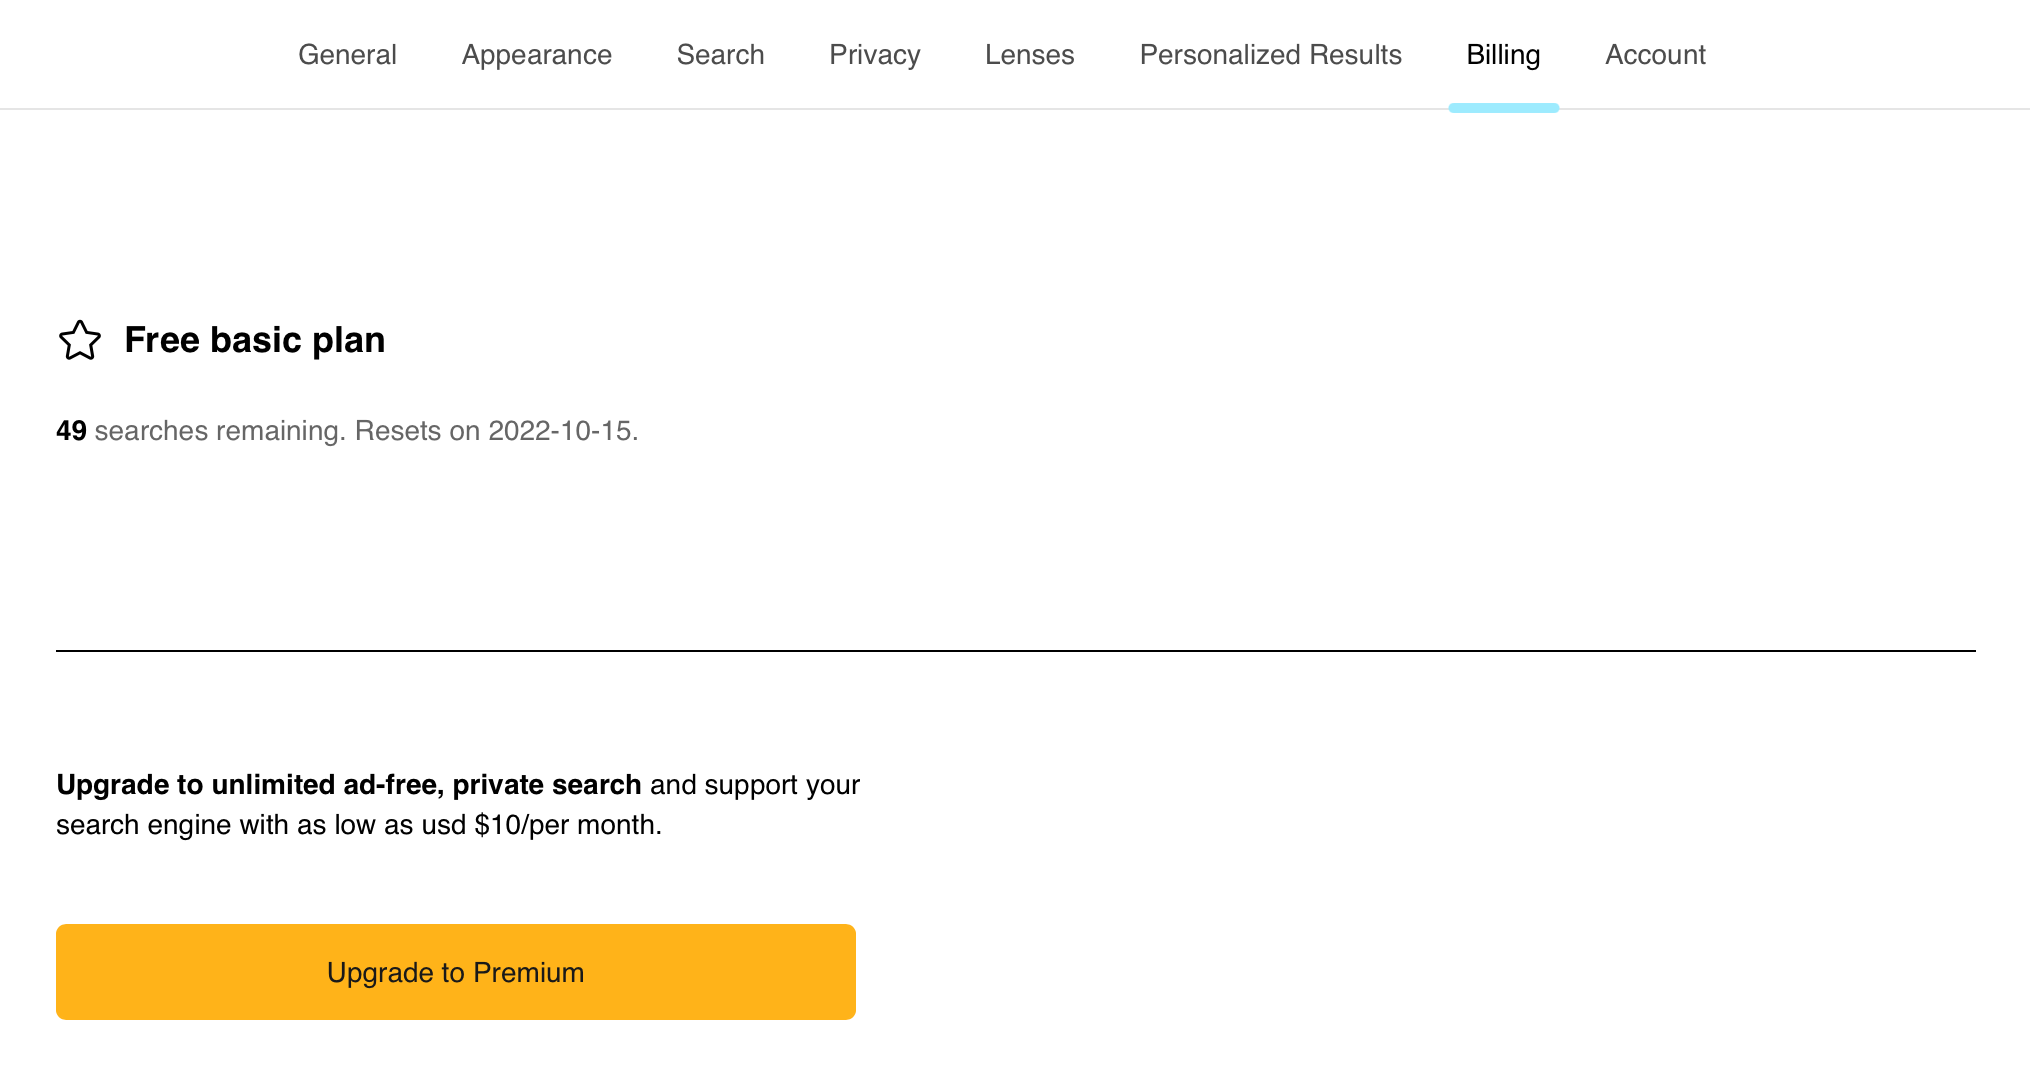 General Appearance Search Privacy Lenses Personalized Results Billing Account
Free basic plan
49 searches remaining. Resets on 2022-10-15.
Upgrade to unlimited ad-free, private search and support your
search engine with as low as usd $10/per month.
Upgrade to Premium